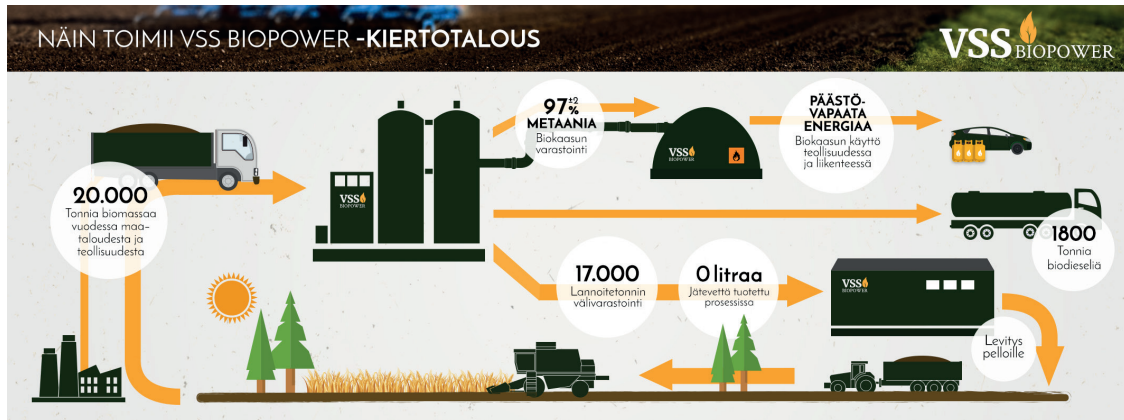 NÄIN TOIMII VSS BIOPOWER -KIERTOTALOUS
VSS BIOPOWER
97±2%
METAANIA
Biokaasun
varastointi
PÄÄSTÖ-
VAPAATA
ENERGIAA
Biokaasun käyttö
teollisuudessa
ja liikenteessä
VSS
BIOPOWER
20.000
Tonnia biomassaa
vuodessa maa-
taloudesta ja
teollisuudesta
VSS
BIOPOWER
1800
Tonnia
biodieseliä
17.000
Lannoitetonnin
välivarastointi
0 litraa
Jätevettä tuotettu
prosessissa
VSS
BIOPOWER
Levitys
pelloille